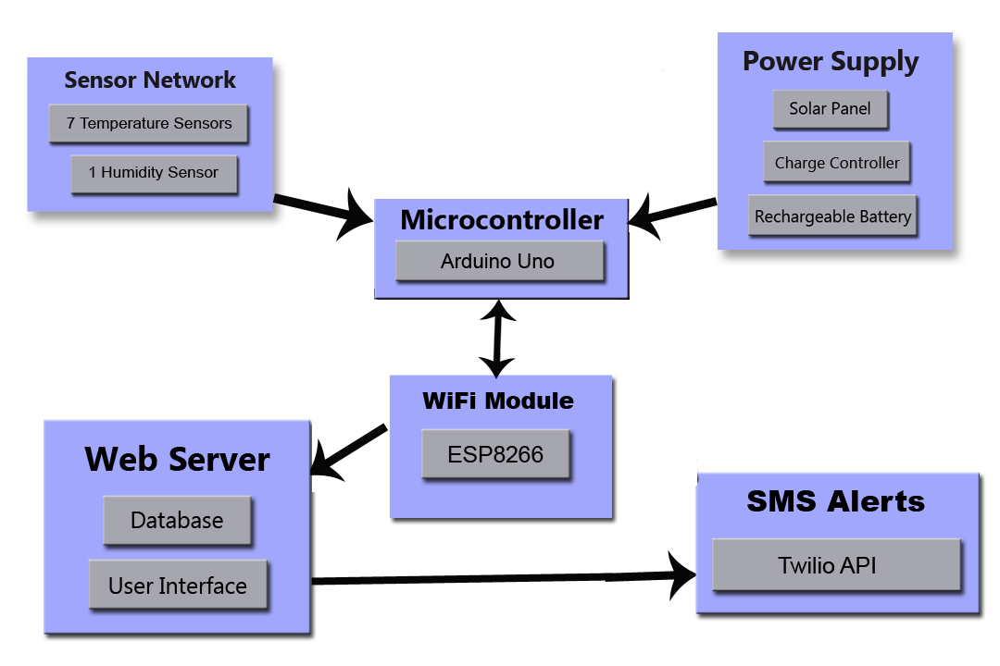 Sensor Network
7 Temperature Sensors
1 Humidity Sensor
Power Supply
Solar Panel
Charge Controller
Rechargeable Battery
Microcontroller
Arduino Uno
WiFi Module
ESP8266
Web Server
Database
User Interface
SMS Alerts
Twilio API